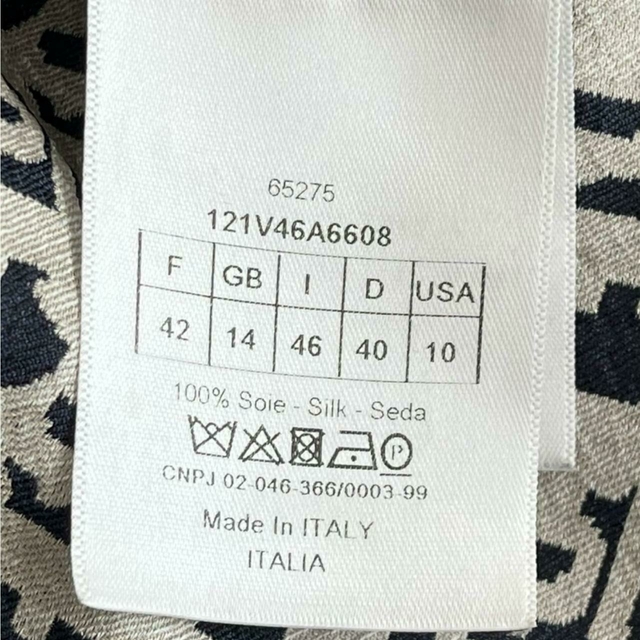 65275
121V46A6608
F GB I D USA
42 14 46 40 10
100% Soie - Silk - Seda
P
CNPJ 02-046-366/0003-99
Made In ITALY
ITALIA